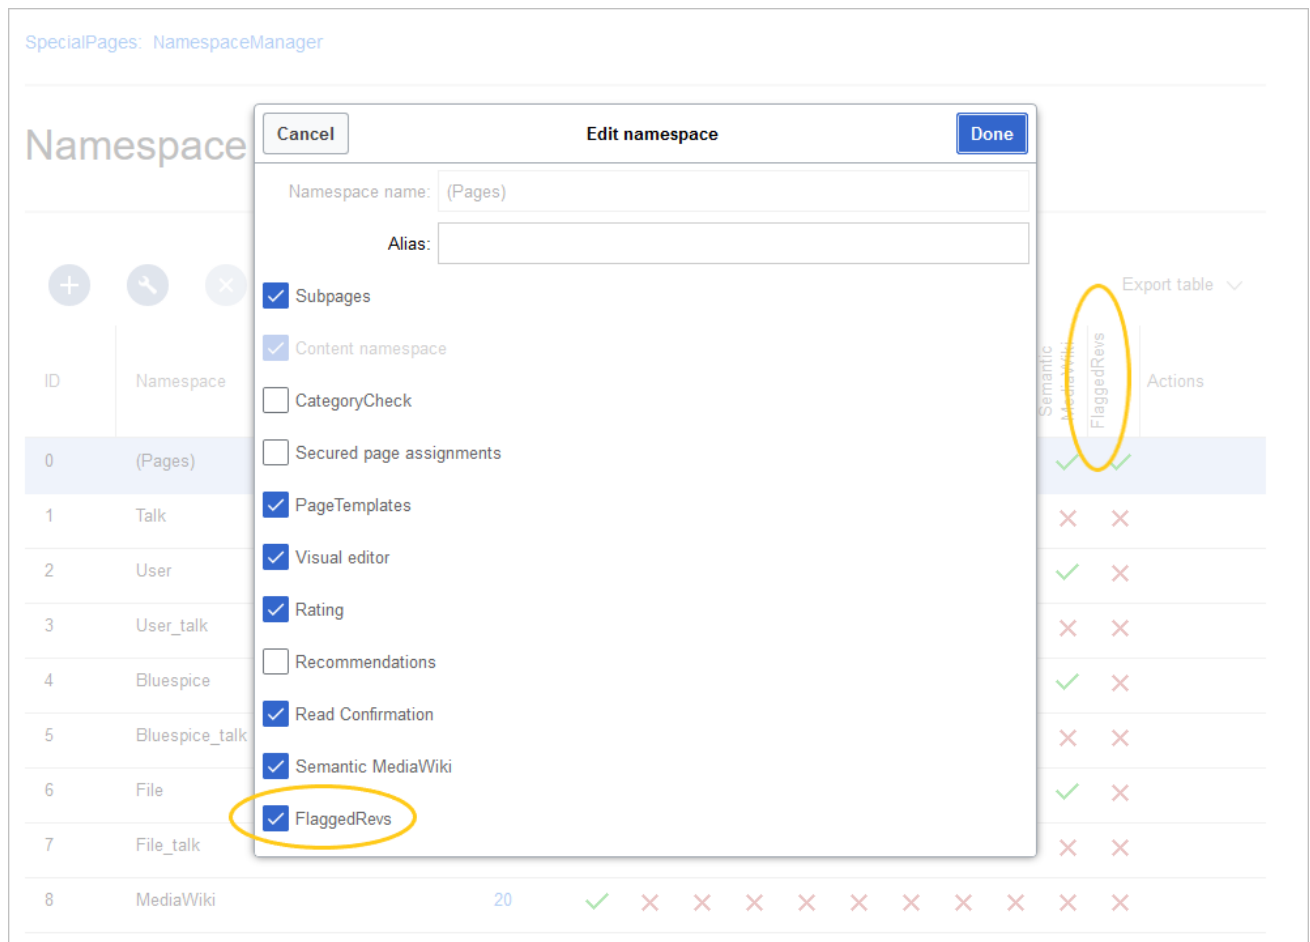 SpecialPages: NamespaceManager
Namespace
Cancel
Edit namespace
Done
Namespace name: (Pages)
Alias:
Subpages
Content namespace
CategoryCheck
Secured page assignments
PageTemplates
Visual editor
Rating
Recommendations
Read Confirmation
Semantic MediaWiki
FlaggedRevs
Export table
ID
Namespace
Semantic
MediaWiki
FlaggedRevs
Actions
0 (Pages)
1 Talk
2 User
3 User_talk
4 Bluespice
5 Bluespice_talk
6 File
7 File_talk
8 MediaWiki 20